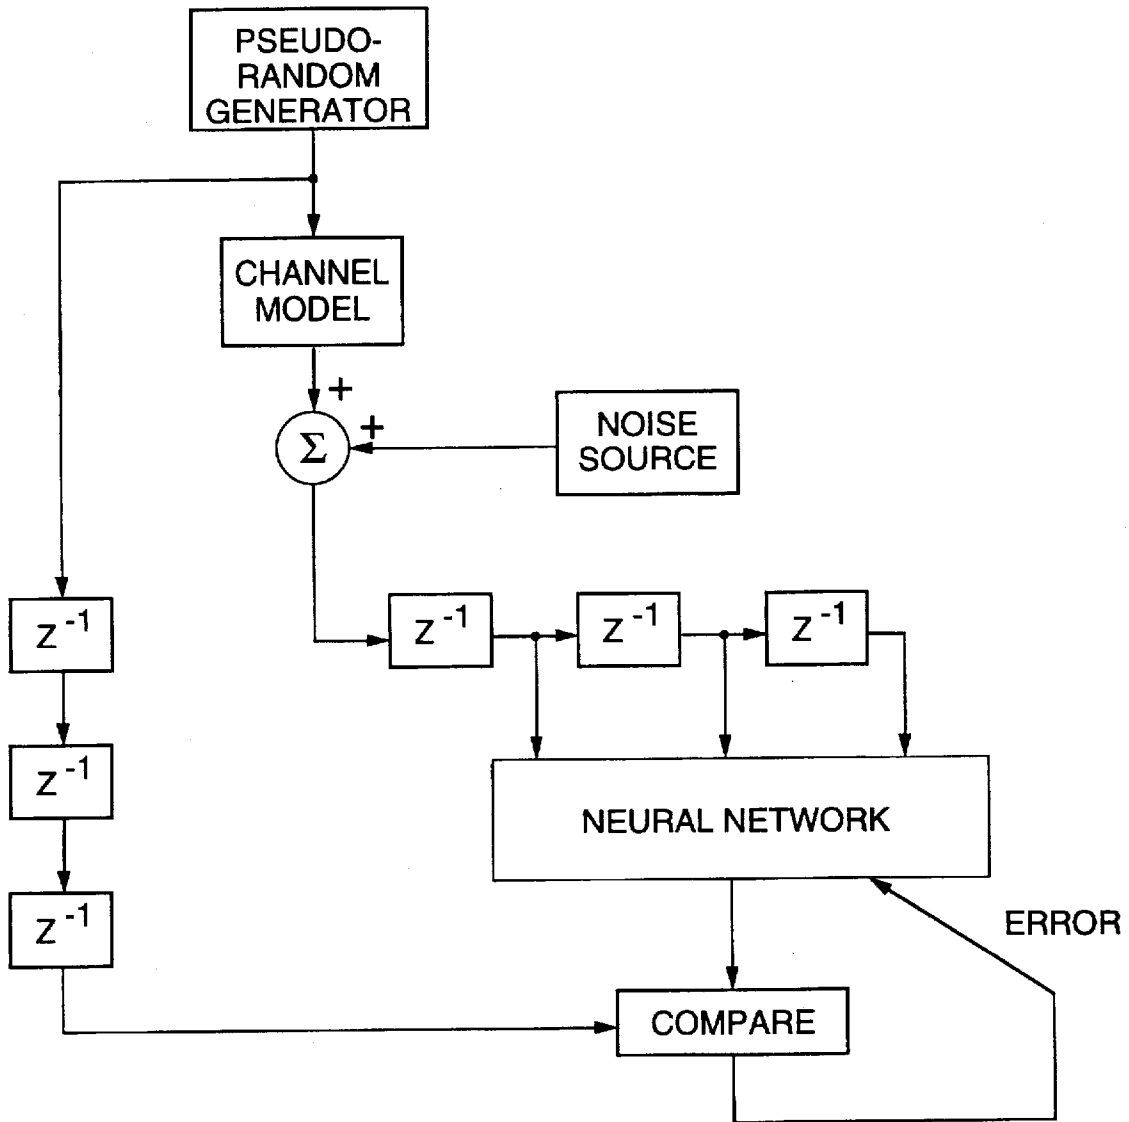 PSEUDO-
RANDOM
GENERATOR
CHANNEL
MODEL
+
+
Σ
NOISE
SOURCE
Z⁻¹
Z⁻¹
Z⁻¹
Z⁻¹
Z⁻¹
Z⁻¹
NEURAL NETWORK
ERROR
COMPARE